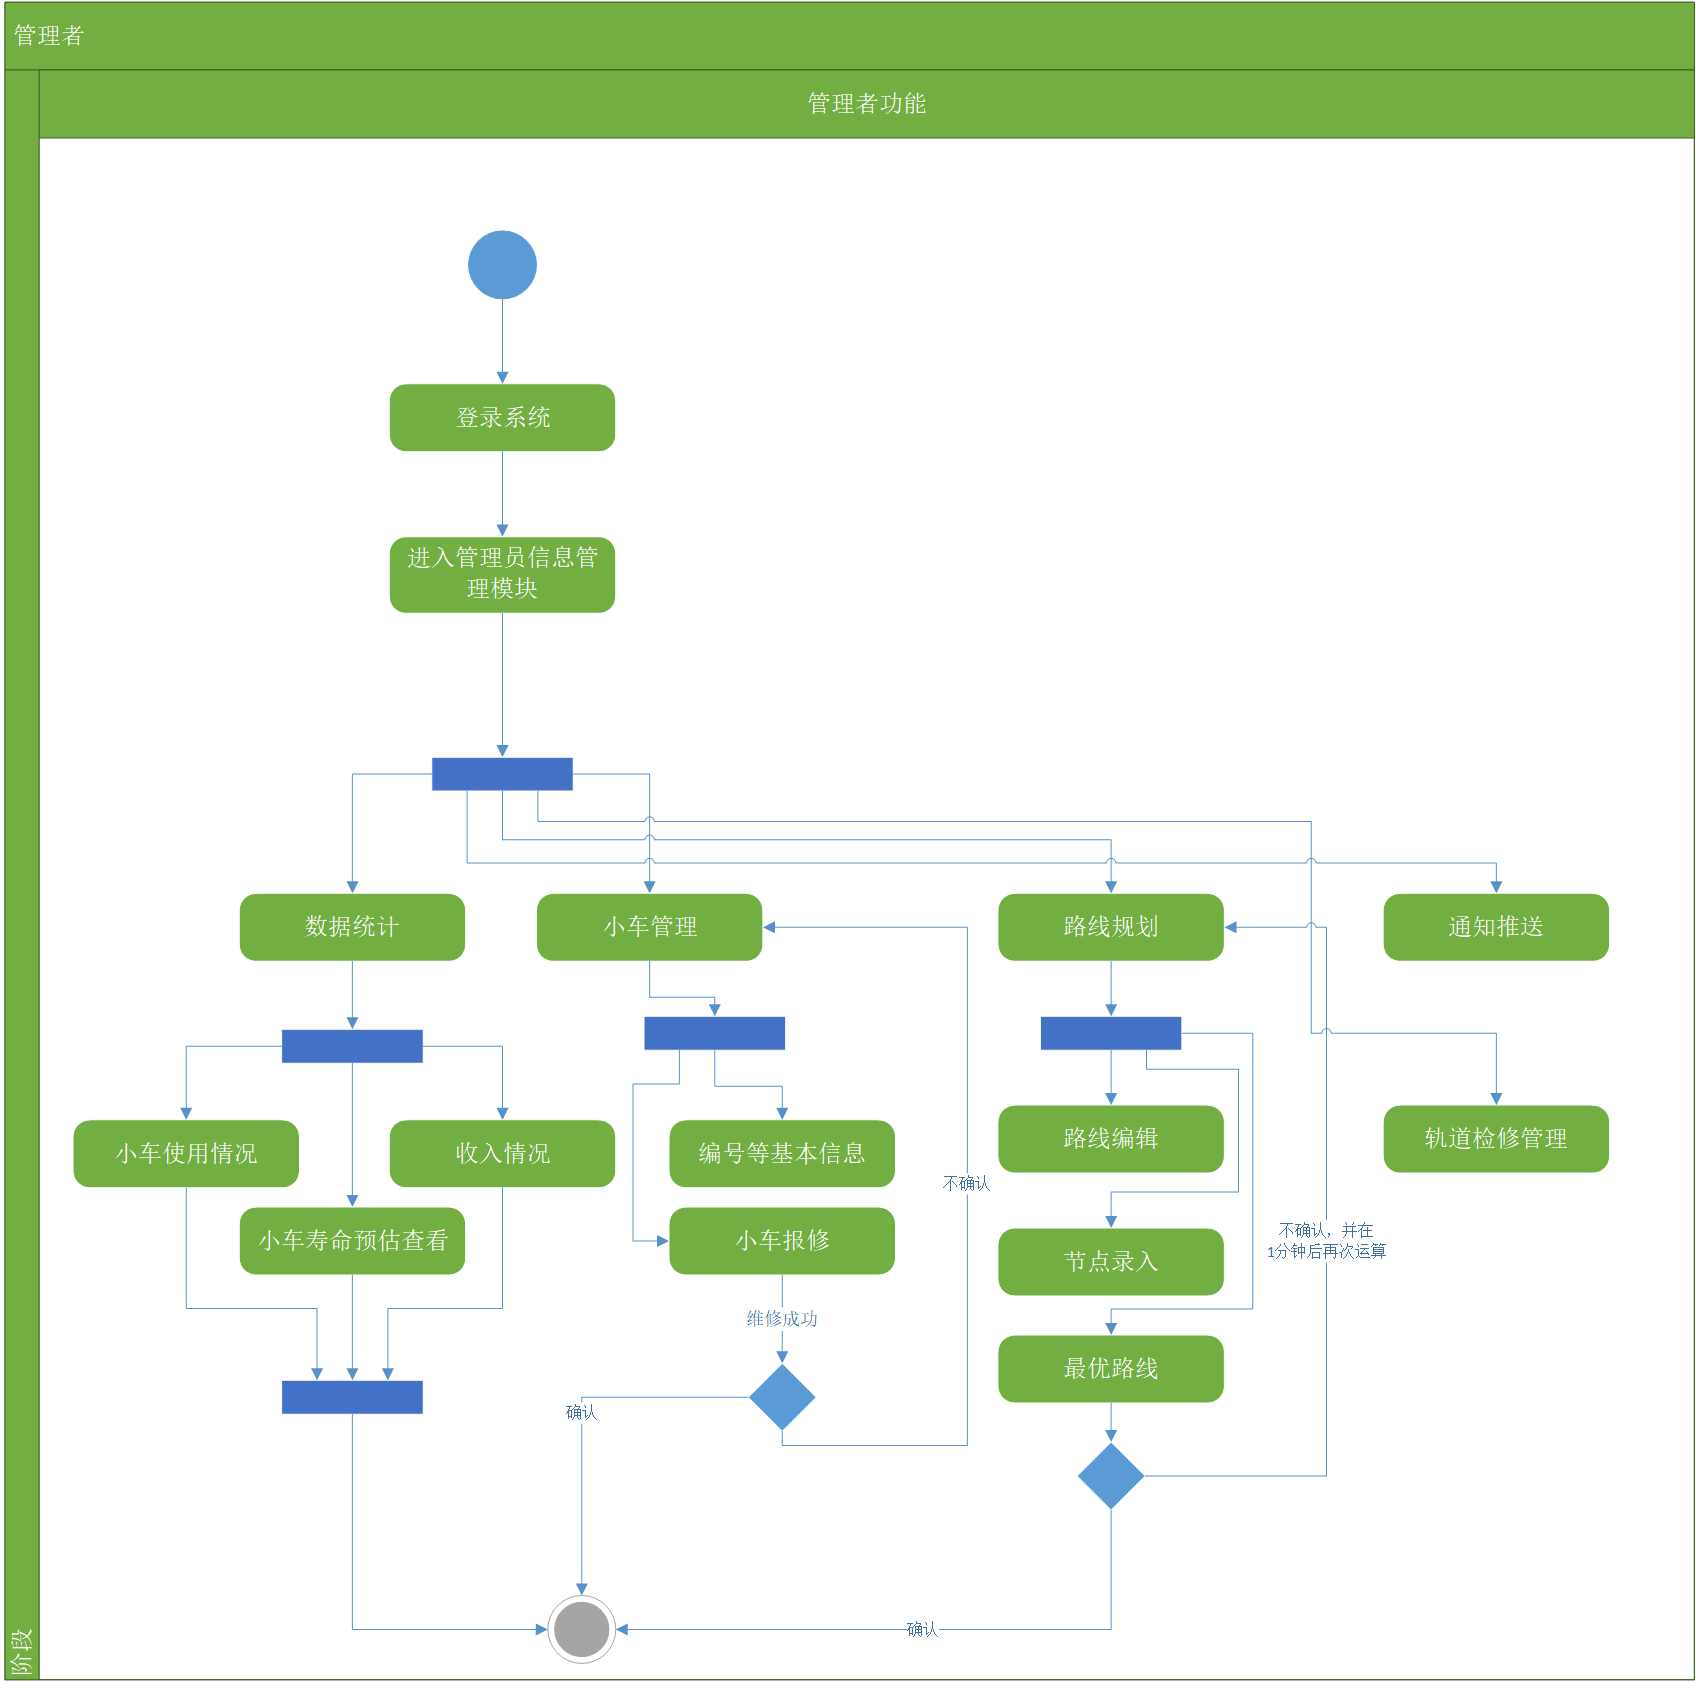 管理者
管理者功能
登录系统
进入管理员信息管
理模块
数据统计
小车管理
路线规划
通知推送
小车使用情况
收入情况
编号等基本信息
路线编辑
轨道检修管理
不确认
小车寿命预估查看
小车报修
不确认，并在
1分钟后再次运算
节点录入
维修成功
最优路线
确认
确认
阶段